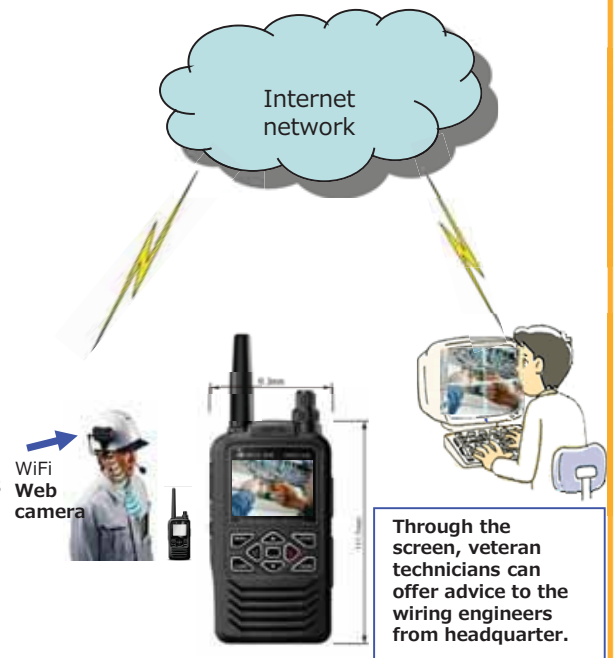 Internet
network
WiFi
Web
camera
Through the
screen, veteran
technicians can
offer advice to the
wiring engineers
from headquarter.